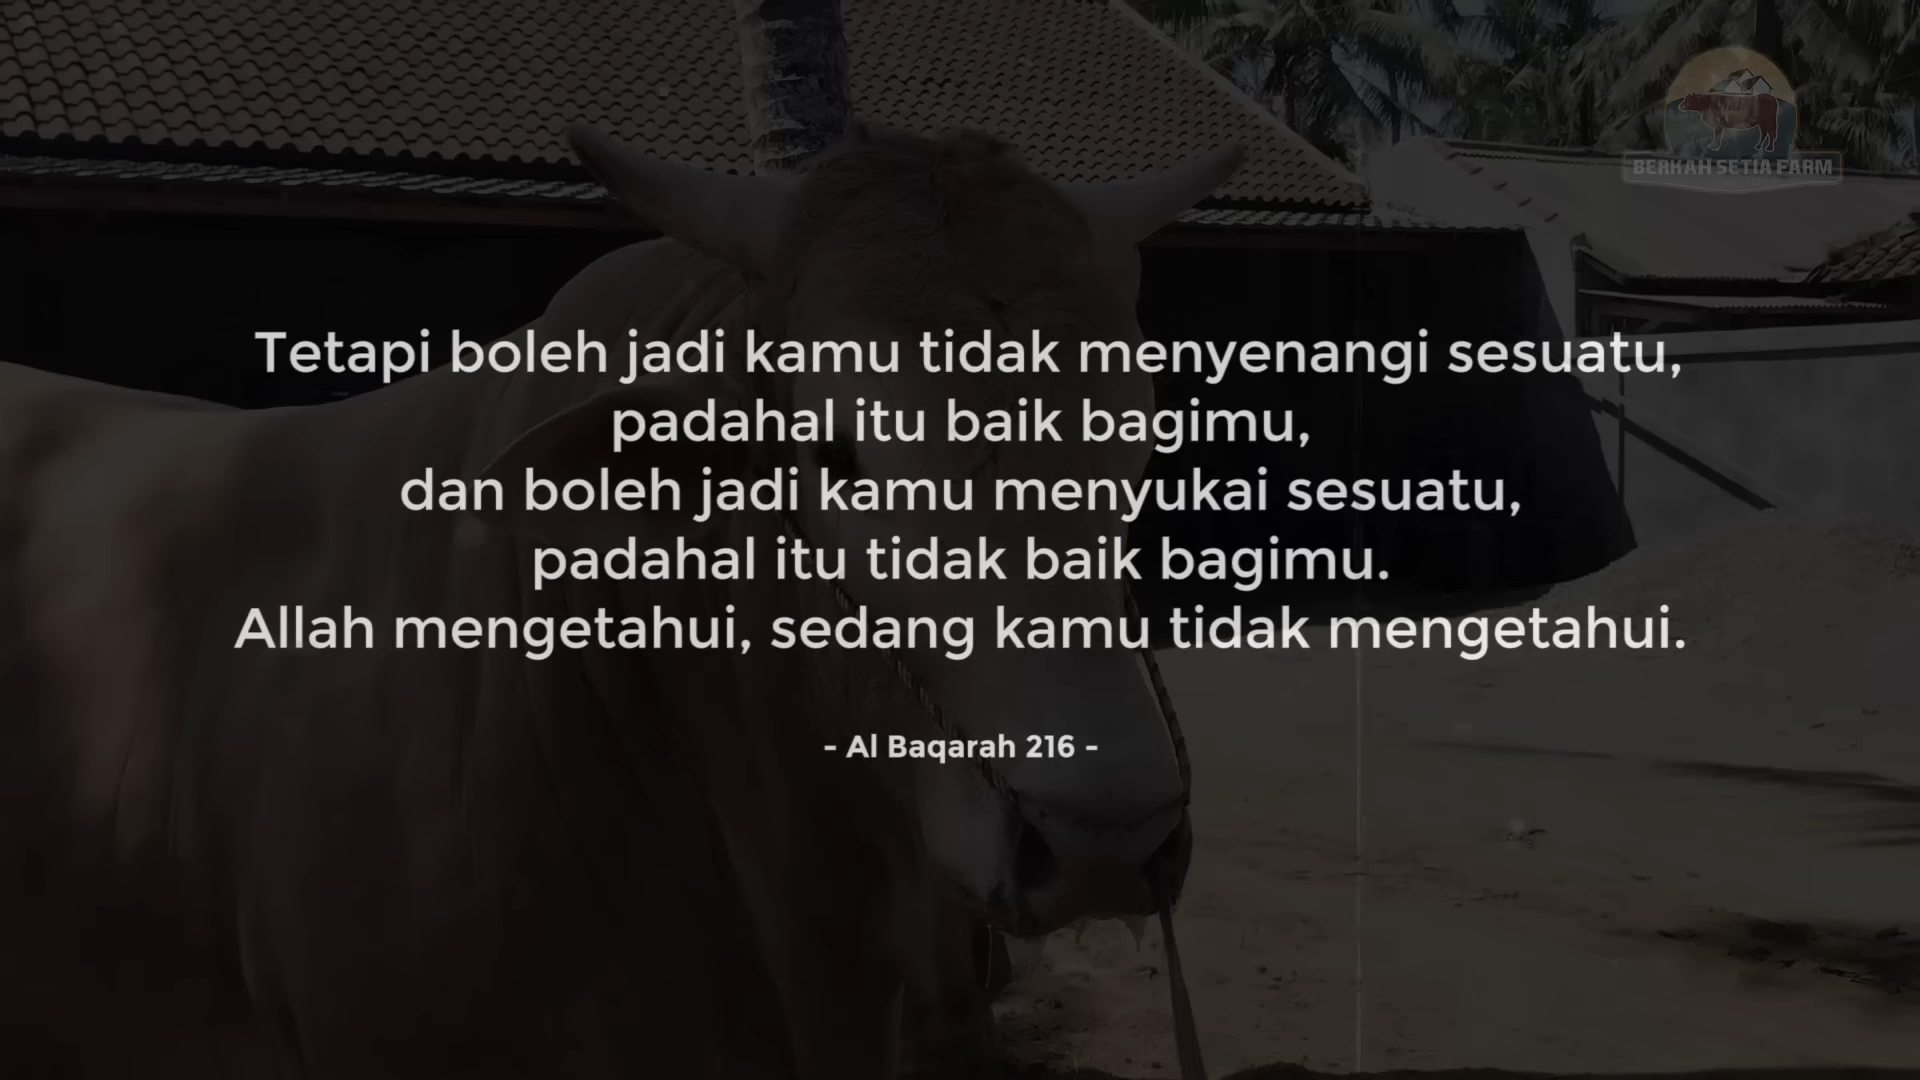 BERKAH SETIA FARM
Tetapi boleh jadi kamu tidak menyenangi sesuatu,
padahal itu baik bagimu,
dan boleh jadi kamu menyukai sesuatu,
padahal itu tidak baik bagimu.
Allah mengetahui, sedang kamu tidak mengetahui.
- Al Baqarah 216 -